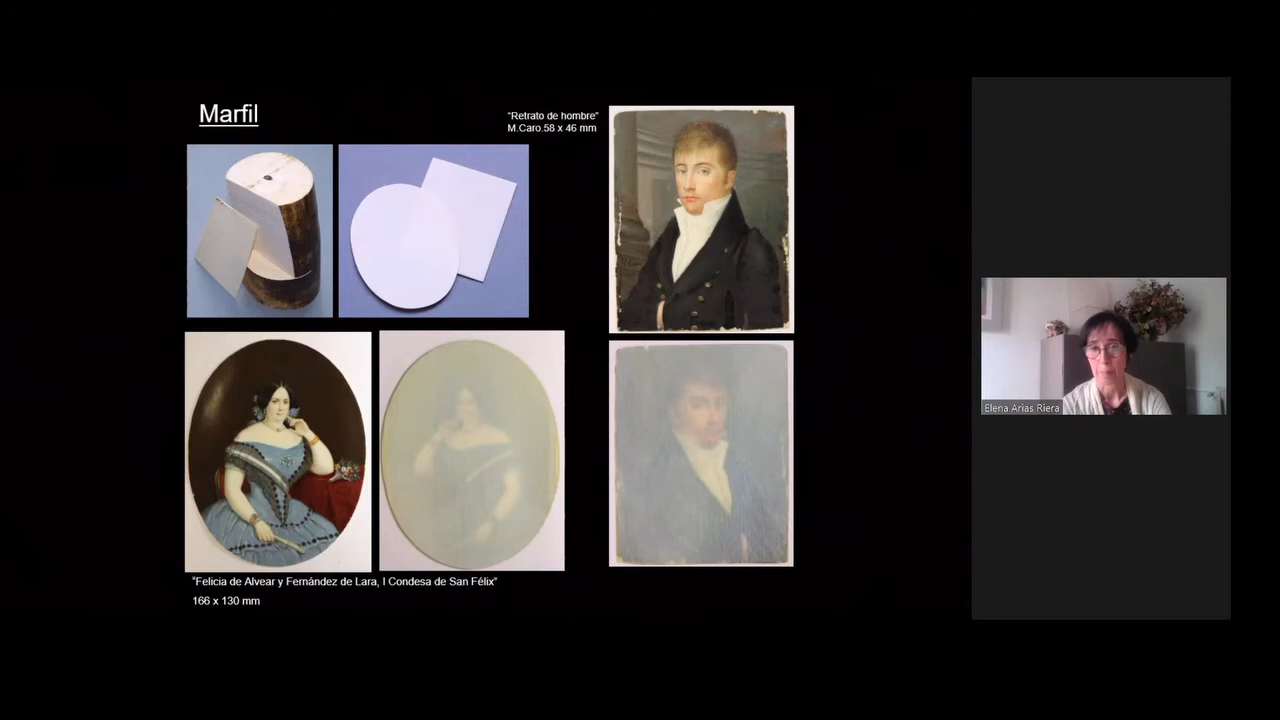 Marfil
"Retrato de hombre"
M.Caro.58 x 46 mm
"Felicia de Alvear y Fernández de Lara, I Condesa de San Félix"
166 x 130 mm
Elena Arias Riera